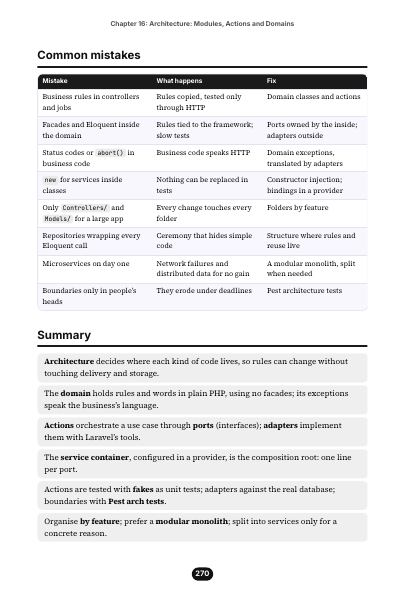 Chapter 16: Architecture: Modules, Actions and Domains
Common mistakes
Mistake What happens Fix
Business rules in controllers and jobs Rules copied, tested only through HTTP Domain classes and actions
Facades and Eloquent inside the domain Rules tied to the framework; slow tests Ports owned by the inside; adapters outside
Status codes or abort() in business code Business code speaks HTTP Domain exceptions, translated by adapters
new for services inside classes Nothing can be replaced in tests Constructor injection; bindings in a provider
Only Controllers/ and Models/ for a large app Every change touches every folder Folders by feature
Repositories wrapping every Eloquent call Ceremony that hides simple code Structure where rules and reuse live
Microservices on day one Network failures and distributed data for no gain A modular monolith, split when needed
Boundaries only in people's heads They erode under deadlines Pest architecture tests
Summary
Architecture decides where each kind of code lives, so rules can change without
touching delivery and storage.
The domain holds rules and words in plain PHP, using no facades; its exceptions
speak the business's language.
Actions orchestrate a use case through ports (interfaces); adapters implement
them with Laravel's tools.
The service container, configured in a provider, is the composition root: one line
per port.
Actions are tested with fakes as unit tests; adapters against the real database;
boundaries with Pest arch tests.
Organise by feature; prefer a modular monolith; split into services only for a
concrete reason.
270